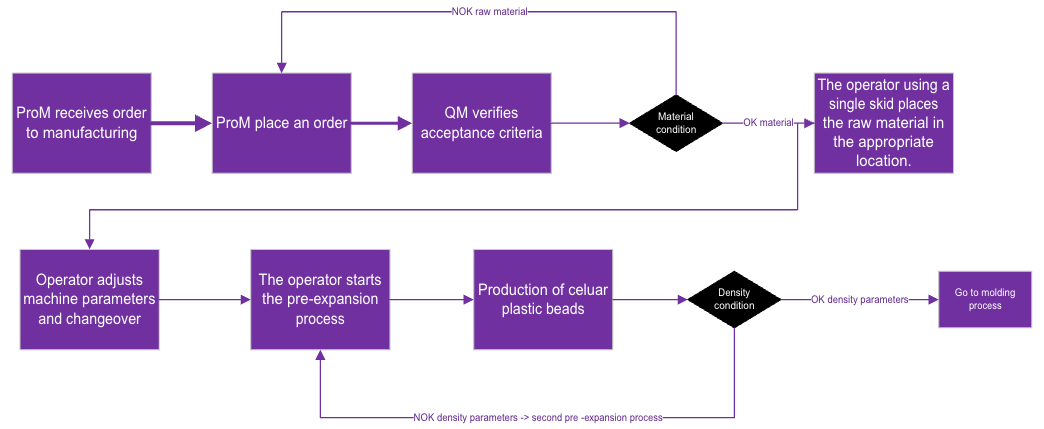 NOK raw material
ProM receives order
to manufacturing
ProM place an order
QM verifies
acceptance criteria
Material
condition
OK material
The operator using a
single skid places
the raw material in
the appropriate
location.
Operator adjusts
machine parameters
and changeover
The operator starts
the pre-expansion
process
Production of celuar
plastic beads
Density
condition
OK density parameters
Go to molding
process
NOK density parameters -> second pre -expansion process